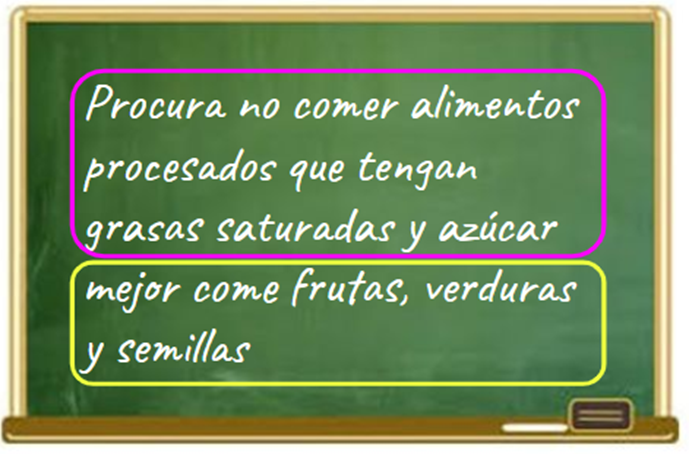 Procura no comer alimentos
procesados que tengan
grasas saturadas y azúcar
mejor come frutas, verduras
y semillas